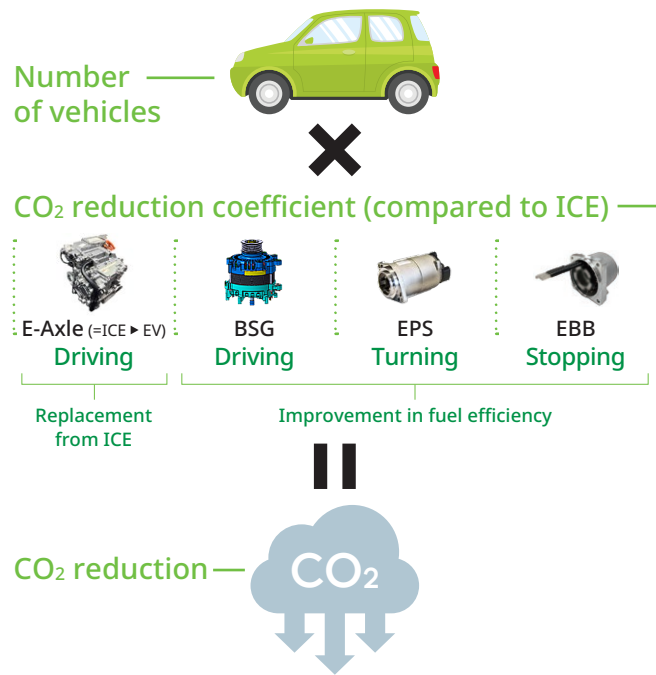 Number
of vehicles
×
CO₂ reduction coefficient (compared to ICE)
E-Axle (=ICE ▶ EV)
Driving
BSG
Driving
EPS
Turning
EBB
Stopping
Replacement
from ICE
Improvement in fuel efficiency
=
CO₂ reduction
CO₂